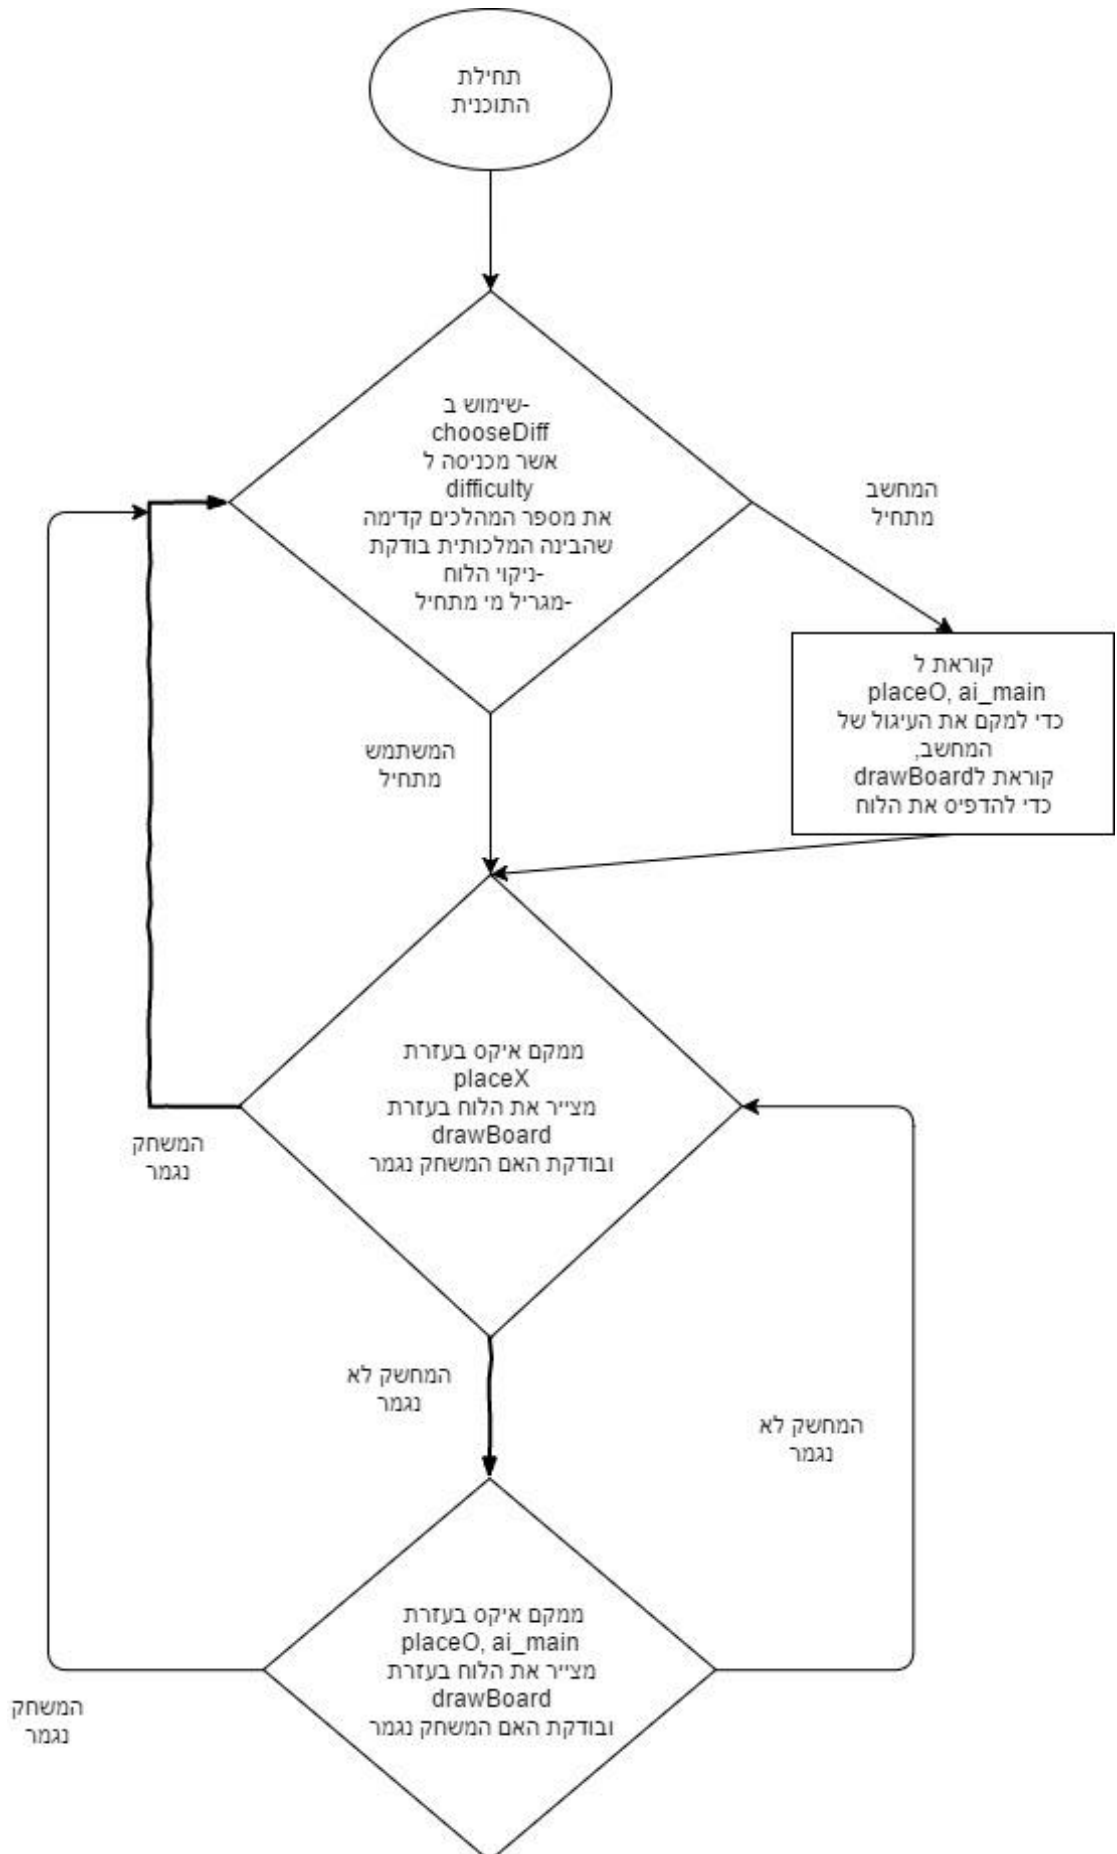 תחילת
התוכנית
-שימוש ב
chooseDiff
אשר מכניסה ל
difficulty
את מספר המהלכים קדימה
שהבינה המלכותית בודקת
-ניקוי הלוח
-מגריל מי מתחיל
המחשב
מתחיל
קוראת ל
placeO, ai_main
כדי למקם את העיגול של
המחשב,
קוראת לdrawBoard
כדי להדפיס את הלוח
המשתמש
מתחיל
ממקם איקס בעזרת
placeX
מצייר את הלוח בעזרת
drawBoard
ובודקת האם המשחק נגמר
המשחק
נגמר
המחשק לא
נגמר
המחשק לא
נגמר
ממקם איקס בעזרת
placeO, ai_main
מצייר את הלוח בעזרת
drawBoard
ובודקת האם המשחק נגמר
המשחק
נגמר